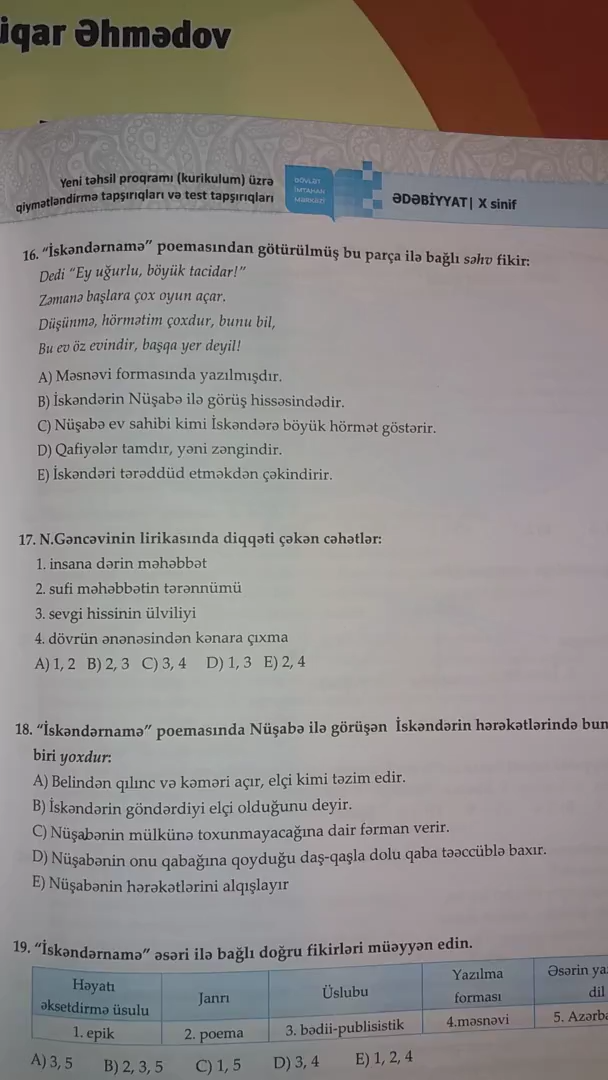 iqar Əhmədov
Yeni təhsil proqramı (kurikulum) üzrə
qiymətləndirmə tapşırıqları və test tapşırıqları
DÖVLƏT
İMTAHAN
MƏRKƏZİ
ƏDƏBİYYAT| X sinif
16. “İskəndərnamə” poemasından götürülmüş bu parça ilə bağlı səhv fikir:
Dedi “Ey uğurlu, böyük tacidar!”
Zəmanə başlara çox oyun açar.
Düşünmə, hörmətim çoxdur, bunu bil,
Bu ev öz evindir, başqa yer deyil!
A) Məsnəvi formasında yazılmışdır.
B) İskəndərin Nüşabə ilə görüş hissəsindədir.
C) Nüşabə ev sahibi kimi İskəndərə böyük hörmət göstərir.
D) Qafiyələr tamdır, yəni zəngindir.
E) İskəndəri tərəddüd etməkdən çəkindirir.
17. N.Gəncəvinin lirikasında diqqəti çəkən cəhətlər:
1. insana dərin məhəbbət
2. sufi məhəbbətin tərənnümü
3. sevgi hissinin ülviliyi
4. dövrün ənənəsindən kənara çıxma
A) 1, 2 B) 2, 3 C) 3, 4 D) 1, 3 E) 2, 4
18. “İskəndərnamə” poemasında Nüşabə ilə görüşən İskəndərin hərəkətlərində bun
biri yoxdur:
A) Belindən qılınc və kəməri açır, elçi kimi təzim edir.
B) İskəndərin göndərdiyi elçi olduğunu deyir.
C) Nüşabənin mülkünə toxunmayacağına dair fərman verir.
D) Nüşabənin onu qabağına qoyduğu daş-qaşla dolu qaba təəccüblə baxır.
E) Nüşabənin hərəkətlərini alqışlayır
19. “İskəndərnamə” əsəri ilə bağlı doğru fikirləri müəyyən edin.
Həyatı
əksetdirmə üsulu
Janrı
Üslubu
Yazılma
forması
Əsərin ya
dil
1. epik
2. poema
3. bədii-publisistik
4.məsnəvi
5. Azərba
A) 3, 5 B) 2, 3, 5 C) 1, 5 D) 3, 4 E) 1, 2, 4